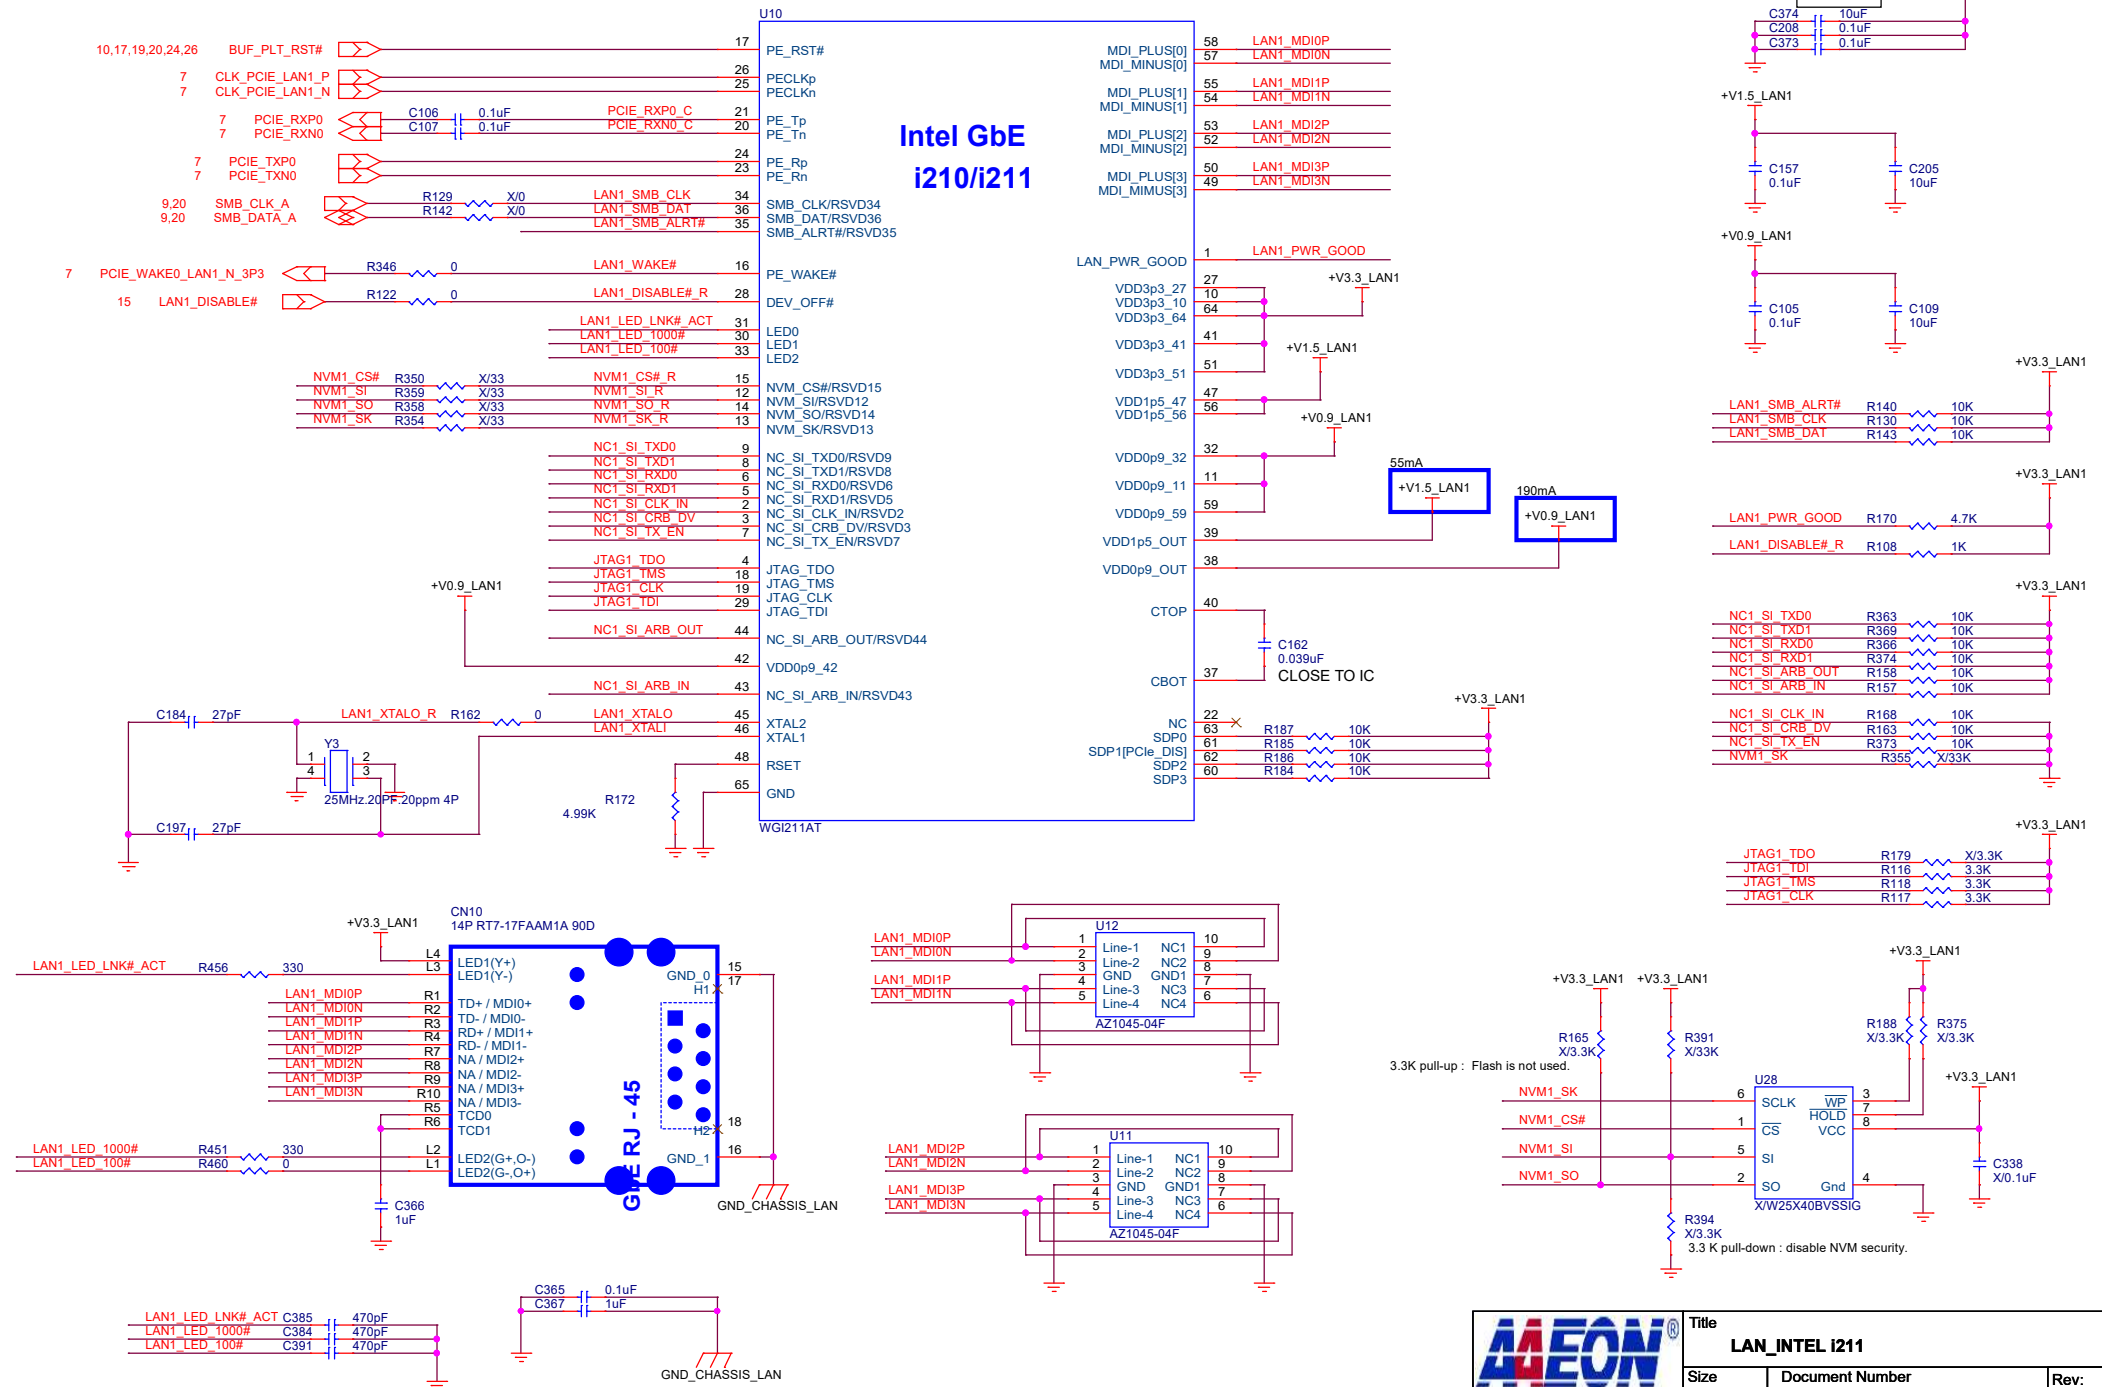 U10
10,17,19,20,24,26 BUF_PLT_RST# 17 PE_RST#
7 CLK_PCIE_LAN1_P 26 PECLKp
7 CLK_PCIE_LAN1_N 25 PECLKn
7 PCIE_RXP0 C106 0.1uF PCIE_RXP0_C 21 PE_Tp
7 PCIE_RXN0 C107 0.1uF PCIE_RXN0_C 20 PE_Tn
7 PCIE_TXP0 24 PE_Rp
7 PCIE_TXN0 23 PE_Rn
9,20 SMB_CLK_A R129 X/0 LAN1_SMB_CLK 34 SMB_CLK/RSVD34
9,20 SMB_DATA_A R142 X/0 LAN1_SMB_DAT 36 SMB_DAT/RSVD36
LAN1_SMB_ALRT# 35 SMB_ALRT#/RSVD35
7 PCIE_WAKE0_LAN1_N_3P3 R346 0 LAN1_WAKE# 16 PE_WAKE#
15 LAN1_DISABLE# R122 0 LAN1_DISABLE#_R 28 DEV_OFF#
LAN1_LED_LNK#_ACT 31 LED0
LAN1_LED_1000# 30 LED1
LAN1_LED_100# 33 LED2
NVM1_CS# R350 X/33 NVM1_CS#_R 15 NVM_CS#/RSVD15
NVM1_SI R359 X/33 NVM1_SI_R 12 NVM_SI/RSVD12
NVM1_SO R358 X/33 NVM1_SO_R 14 NVM_SO/RSVD14
NVM1_SK R354 X/33 NVM1_SK_R 13 NVM_SK/RSVD13
NC1_SI_TXD0 9 NC_SI_TXD0/RSVD9
NC1_SI_TXD1 8 NC_SI_TXD1/RSVD8
NC1_SI_RXD0 6 NC_SI_RXD0/RSVD6
NC1_SI_RXD1 5 NC_SI_RXD1/RSVD5
NC1_SI_CLK_IN 2 NC_SI_CLK_IN/RSVD2
NC1_SI_CRB_DV 3 NC_SI_CRB_DV/RSVD3
NC1_SI_TX_EN 7 NC_SI_TX_EN/RSVD7
JTAG1_TDO 4 JTAG_TDO
JTAG1_TMS 18 JTAG_TMS
JTAG1_CLK 19 JTAG_CLK
JTAG1_TDI 29 JTAG_TDI
+V0.9_LAN1
NC1_SI_ARB_OUT 44 NC_SI_ARB_OUT/RSVD44
42 VDD0p9_42
NC1_SI_ARB_IN 43 NC_SI_ARB_IN/RSVD43
C184 27pF LAN1_XTALO_R R162 0 LAN1_XTALO 45 XTAL2
LAN1_XTALI 46 XTAL1
Y3
1 2
4 3
25MHz.20PF.20ppm 4P
48 RSET
R172
4.99K
65 GND
C197 27pF
WGI211AT
Intel GbE
i210/i211
MDI_PLUS[0] 58 LAN1_MDI0P
MDI_MINUS[0] 57 LAN1_MDI0N
MDI_PLUS[1] 55 LAN1_MDI1P
MDI_MINUS[1] 54 LAN1_MDI1N
MDI_PLUS[2] 53 LAN1_MDI2P
MDI_MINUS[2] 52 LAN1_MDI2N
MDI_PLUS[3] 50 LAN1_MDI3P
MDI_MIMUS[3] 49 LAN1_MDI3N
LAN_PWR_GOOD 1 LAN1_PWR_GOOD
+V3.3_LAN1
VDD3p3_27 27
VDD3p3_10 10
VDD3p3_64 64
VDD3p3_41 41
VDD3p3_51 51
+V1.5_LAN1
VDD1p5_47 47
VDD1p5_56 56
+V0.9_LAN1
VDD0p9_32 32
VDD0p9_11 11
VDD0p9_59 59
55mA
+V1.5_LAN1
190mA
+V0.9_LAN1
VDD1p5_OUT 39
VDD0p9_OUT 38
CTOP 40
C162
0.039uF
CLOSE TO IC
CBOT 37
+V3.3_LAN1
NC 22
SDP0 63 R187 10K
SDP1[PCIe_DIS] 61 R185 10K
SDP2 62 R186 10K
SDP3 60 R184 10K
C374 10uF
C208 0.1uF
C373 0.1uF
+V1.5_LAN1
C157
0.1uF
C205
10uF
+V0.9_LAN1
C105
0.1uF
C109
10uF
+V3.3_LAN1
LAN1_SMB_ALRT# R140 10K
LAN1_SMB_CLK R130 10K
LAN1_SMB_DAT R143 10K
+V3.3_LAN1
LAN1_PWR_GOOD R170 4.7K
LAN1_DISABLE#_R R108 1K
+V3.3_LAN1
NC1_SI_TXD0 R363 10K
NC1_SI_TXD1 R369 10K
NC1_SI_RXD0 R366 10K
NC1_SI_RXD1 R374 10K
NC1_SI_ARB_OUT R158 10K
NC1_SI_ARB_IN R157 10K
NC1_SI_CLK_IN R168 10K
NC1_SI_CRB_DV R163 10K
NC1_SI_TX_EN R373 10K
NVM1_SK R355 X/33K
+V3.3_LAN1
JTAG1_TDO R179 X/3.3K
JTAG1_TDI R116 3.3K
JTAG1_TMS R118 3.3K
JTAG1_CLK R117 3.3K
CN10
14P RT7-17FAAM1A 90D
+V3.3_LAN1
L4 LED1(Y+)
LAN1_LED_LNK#_ACT R456 330 L3 LED1(Y-)
LAN1_MDI0P R1 TD+ / MDI0+
LAN1_MDI0N R2 TD- / MDI0-
LAN1_MDI1P R3 RD+ / MDI1+
LAN1_MDI1N R4 RD- / MDI1-
LAN1_MDI2P R7 NA / MDI2+
LAN1_MDI2N R8 NA / MDI2-
LAN1_MDI3P R9 NA / MDI3+
LAN1_MDI3N R10 NA / MDI3-
R5 TCD0
R6 TCD1
LAN1_LED_1000# R451 330 L2 LED2(G+,O-)
LAN1_LED_100# R460 0 L1 LED2(G-,O+)
GND_0 15
H1 17
H2 18
GND_1 16
GbE RJ - 45
C366
1uF
GND_CHASSIS_LAN
LAN1_LED_LNK#_ACT C385 470pF
LAN1_LED_1000# C384 470pF
LAN1_LED_100# C391 470pF
C365 0.1uF
C367 1uF
GND_CHASSIS_LAN
U12
LAN1_MDI0P 1 Line-1 NC1 10
LAN1_MDI0N 2 Line-2 NC2 9
3 GND GND1 8
LAN1_MDI1P 4 Line-3 NC3 7
LAN1_MDI1N 5 Line-4 NC4 6
AZ1045-04F
U11
LAN1_MDI2P 1 Line-1 NC1 10
LAN1_MDI2N 2 Line-2 NC2 9
3 GND GND1 8
LAN1_MDI3P 4 Line-3 NC3 7
LAN1_MDI3N 5 Line-4 NC4 6
AZ1045-04F
+V3.3_LAN1
+V3.3_LAN1 +V3.3_LAN1
R165
X/3.3K
R391
X/33K
R188
X/3.3K
R375
X/3.3K
3.3K pull-up : Flash is not used.
+V3.3_LAN1
U28
NVM1_SK 6 SCLK WP 3
HOLD 7
NVM1_CS# 1 CS VCC 8
NVM1_SI 5 SI
NVM1_SO 2 SO Gnd 4
X/W25X40BVSSIG
C338
X/0.1uF
R394
X/3.3K
3.3 K pull-down : disable NVM security.
AAEON®
Title
LAN_INTEL i211
Size Document Number Rev: